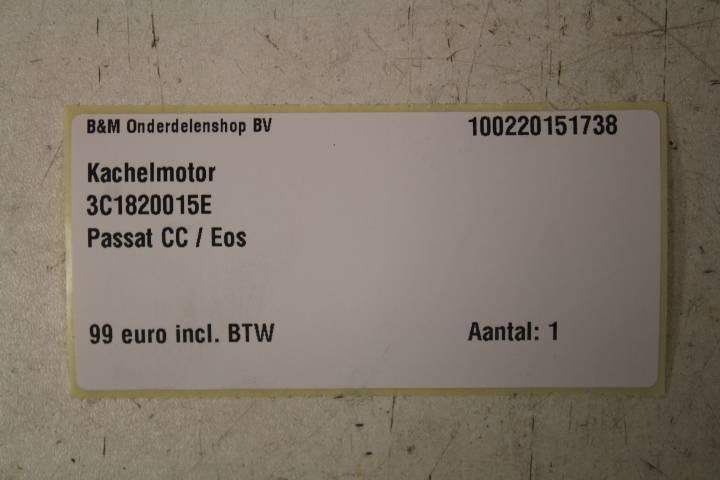 B&M Onderdelenshop BV 100220151738
Kachelmotor
3C1820015E
Passat CC / Eos
99 euro incl. BTW Aantal: 1